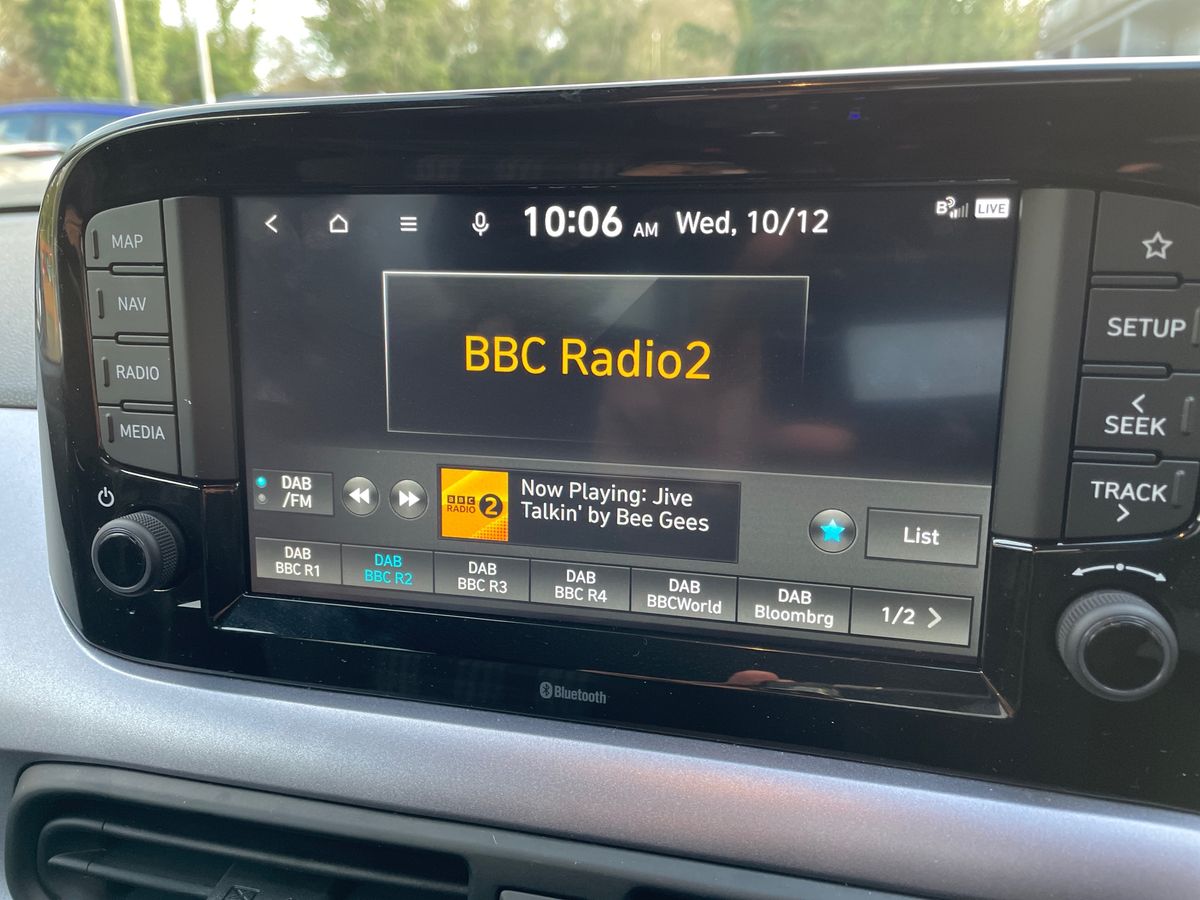 10:06 AM Wed, 10/12
B LIVE
MAP
NAV
RADIO
MEDIA
BBC Radio2
SETUP
SEEK
TRACK
DAB
/FM
BBC
RADIO 2
Now Playing: Jive
Talkin' by Bee Gees
List
DAB
BBC R1
DAB
BBC R2
DAB
BBC R3
DAB
BBC R4
DAB
BBCWorld
DAB
Bloombrg
1/2
Bluetooth